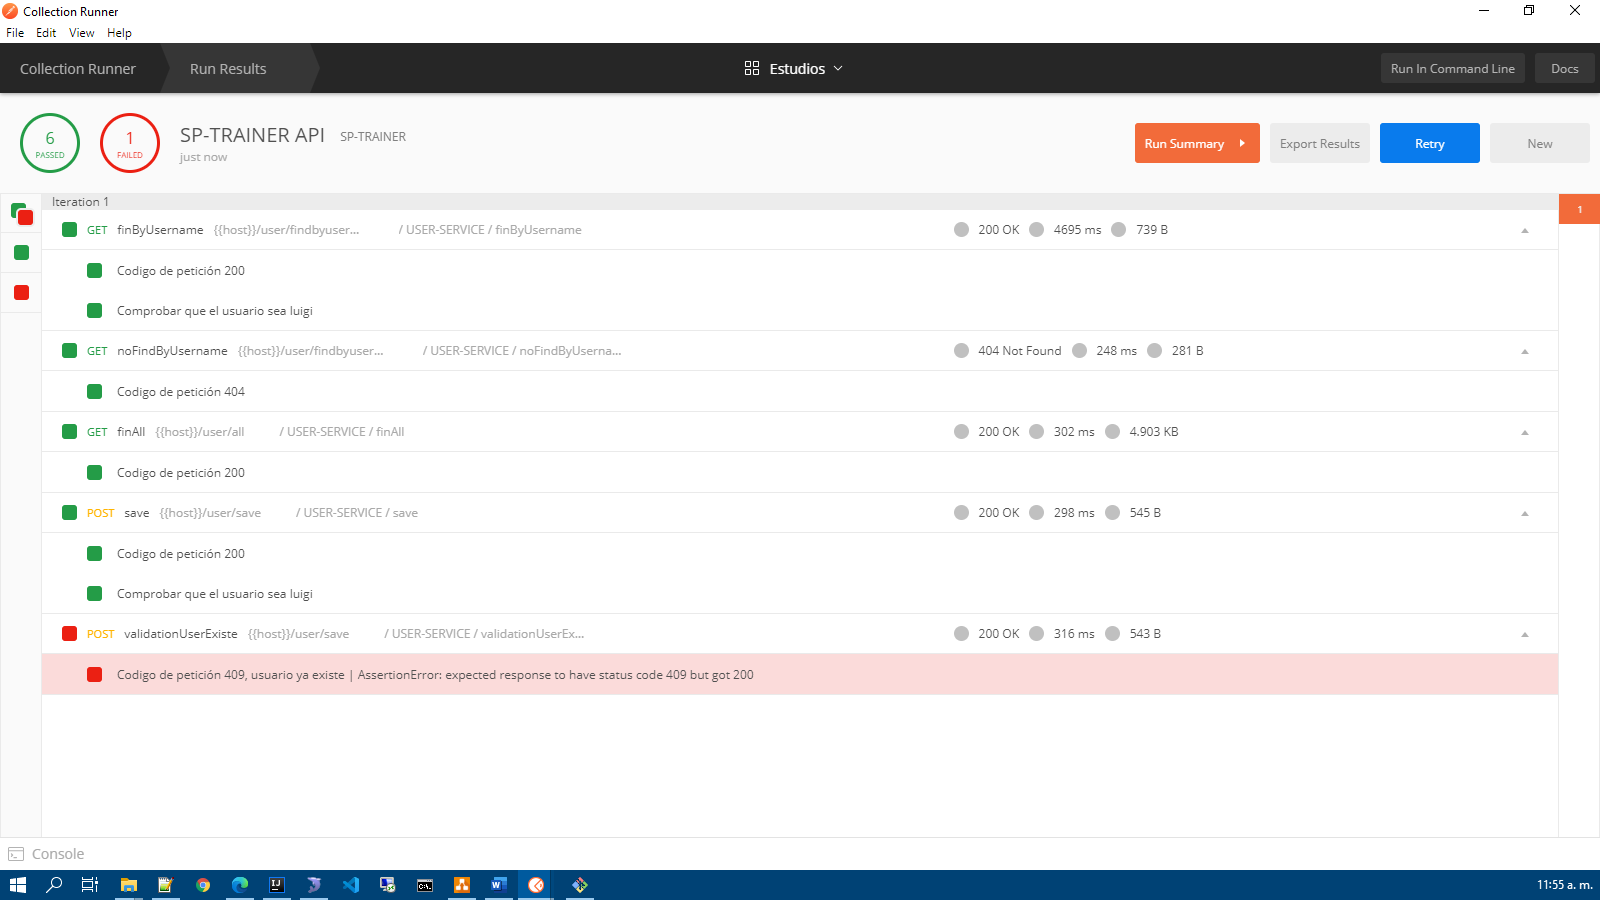 Collection Runner
File Edit View Help
Collection Runner Run Results Estudios Run In Command Line Docs
6 PASSED
1 FAILED
SP-TRAINER API SP-TRAINER
just now
Run Summary Export Results Retry New
Iteration 1
1
GET finByUsername {{host}}/user/findbyuser... / USER-SERVICE / finByUsername 200 OK 4695 ms 739 B
Codigo de petición 200
Comprobar que el usuario sea luigi
GET noFindByUsername {{host}}/user/findbyuser... / USER-SERVICE / noFindByUserna... 404 Not Found 248 ms 281 B
Codigo de petición 404
GET finAll {{host}}/user/all / USER-SERVICE / finAll 200 OK 302 ms 4.903 KB
Codigo de petición 200
POST save {{host}}/user/save / USER-SERVICE / save 200 OK 298 ms 545 B
Codigo de petición 200
Comprobar que el usuario sea luigi
POST validationUserExiste {{host}}/user/save / USER-SERVICE / validationUserEx... 200 OK 316 ms 543 B
Codigo de petición 409, usuario ya existe | AssertionError: expected response to have status code 409 but got 200
Console
11:55 a. m.